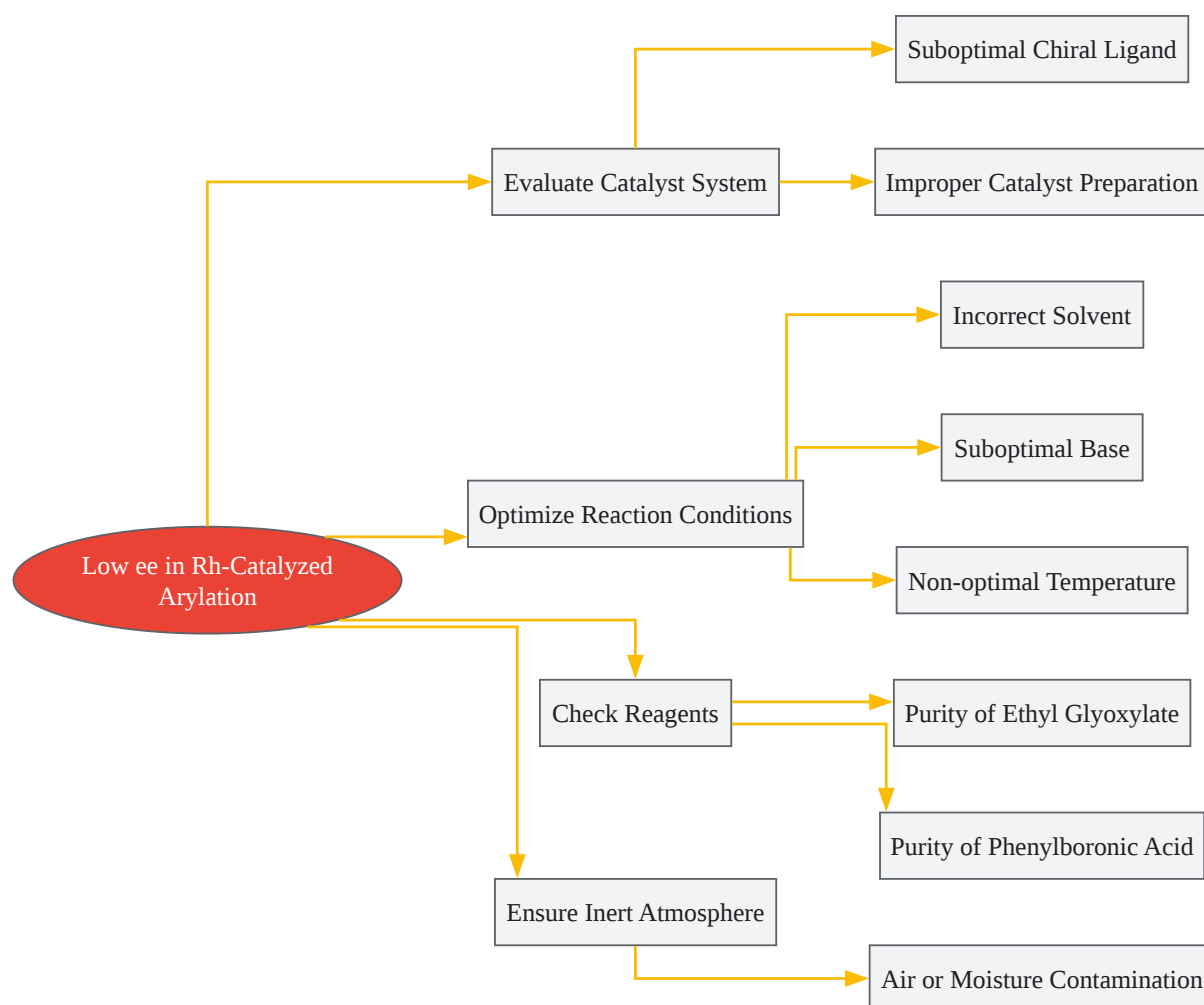 Suboptimal Chiral Ligand
Evaluate Catalyst System
Improper Catalyst Preparation
Incorrect Solvent
Suboptimal Base
Optimize Reaction Conditions
Low ee in Rh-Catalyzed
Arylation
Non-optimal Temperature
Check Reagents
Purity of Ethyl Glyoxylate
Purity of Phenylboronic Acid
Ensure Inert Atmosphere
Air or Moisture Contamination